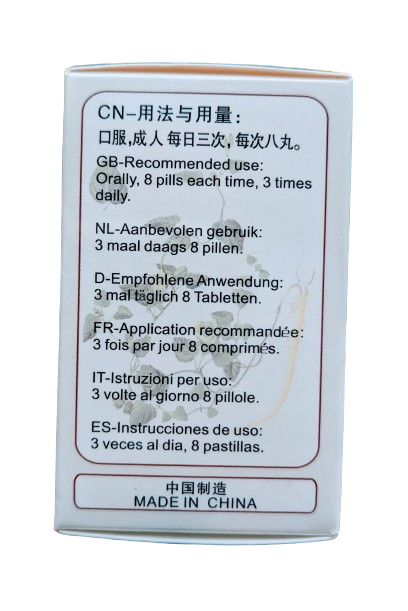 CN-用法与用量：
口服,成人 每日三次, 每次八丸。
GB-Recommended use:
Orally, 8 pills each time, 3 times
daily.
NL-Aanbevolen gebruik:
3 maal daags 8 pillen.
D-Empfohlene Anwendung:
3 mal täglich 8 Tabletten.
FR-Application recommandée:
3 fois par jour 8 comprimés.
IT-Istruzioni per uso:
3 volte al giorno 8 pillole.
ES-Instrucciones de uso:
3 veces al dia, 8 pastillas.
中国制造
MADE IN CHINA